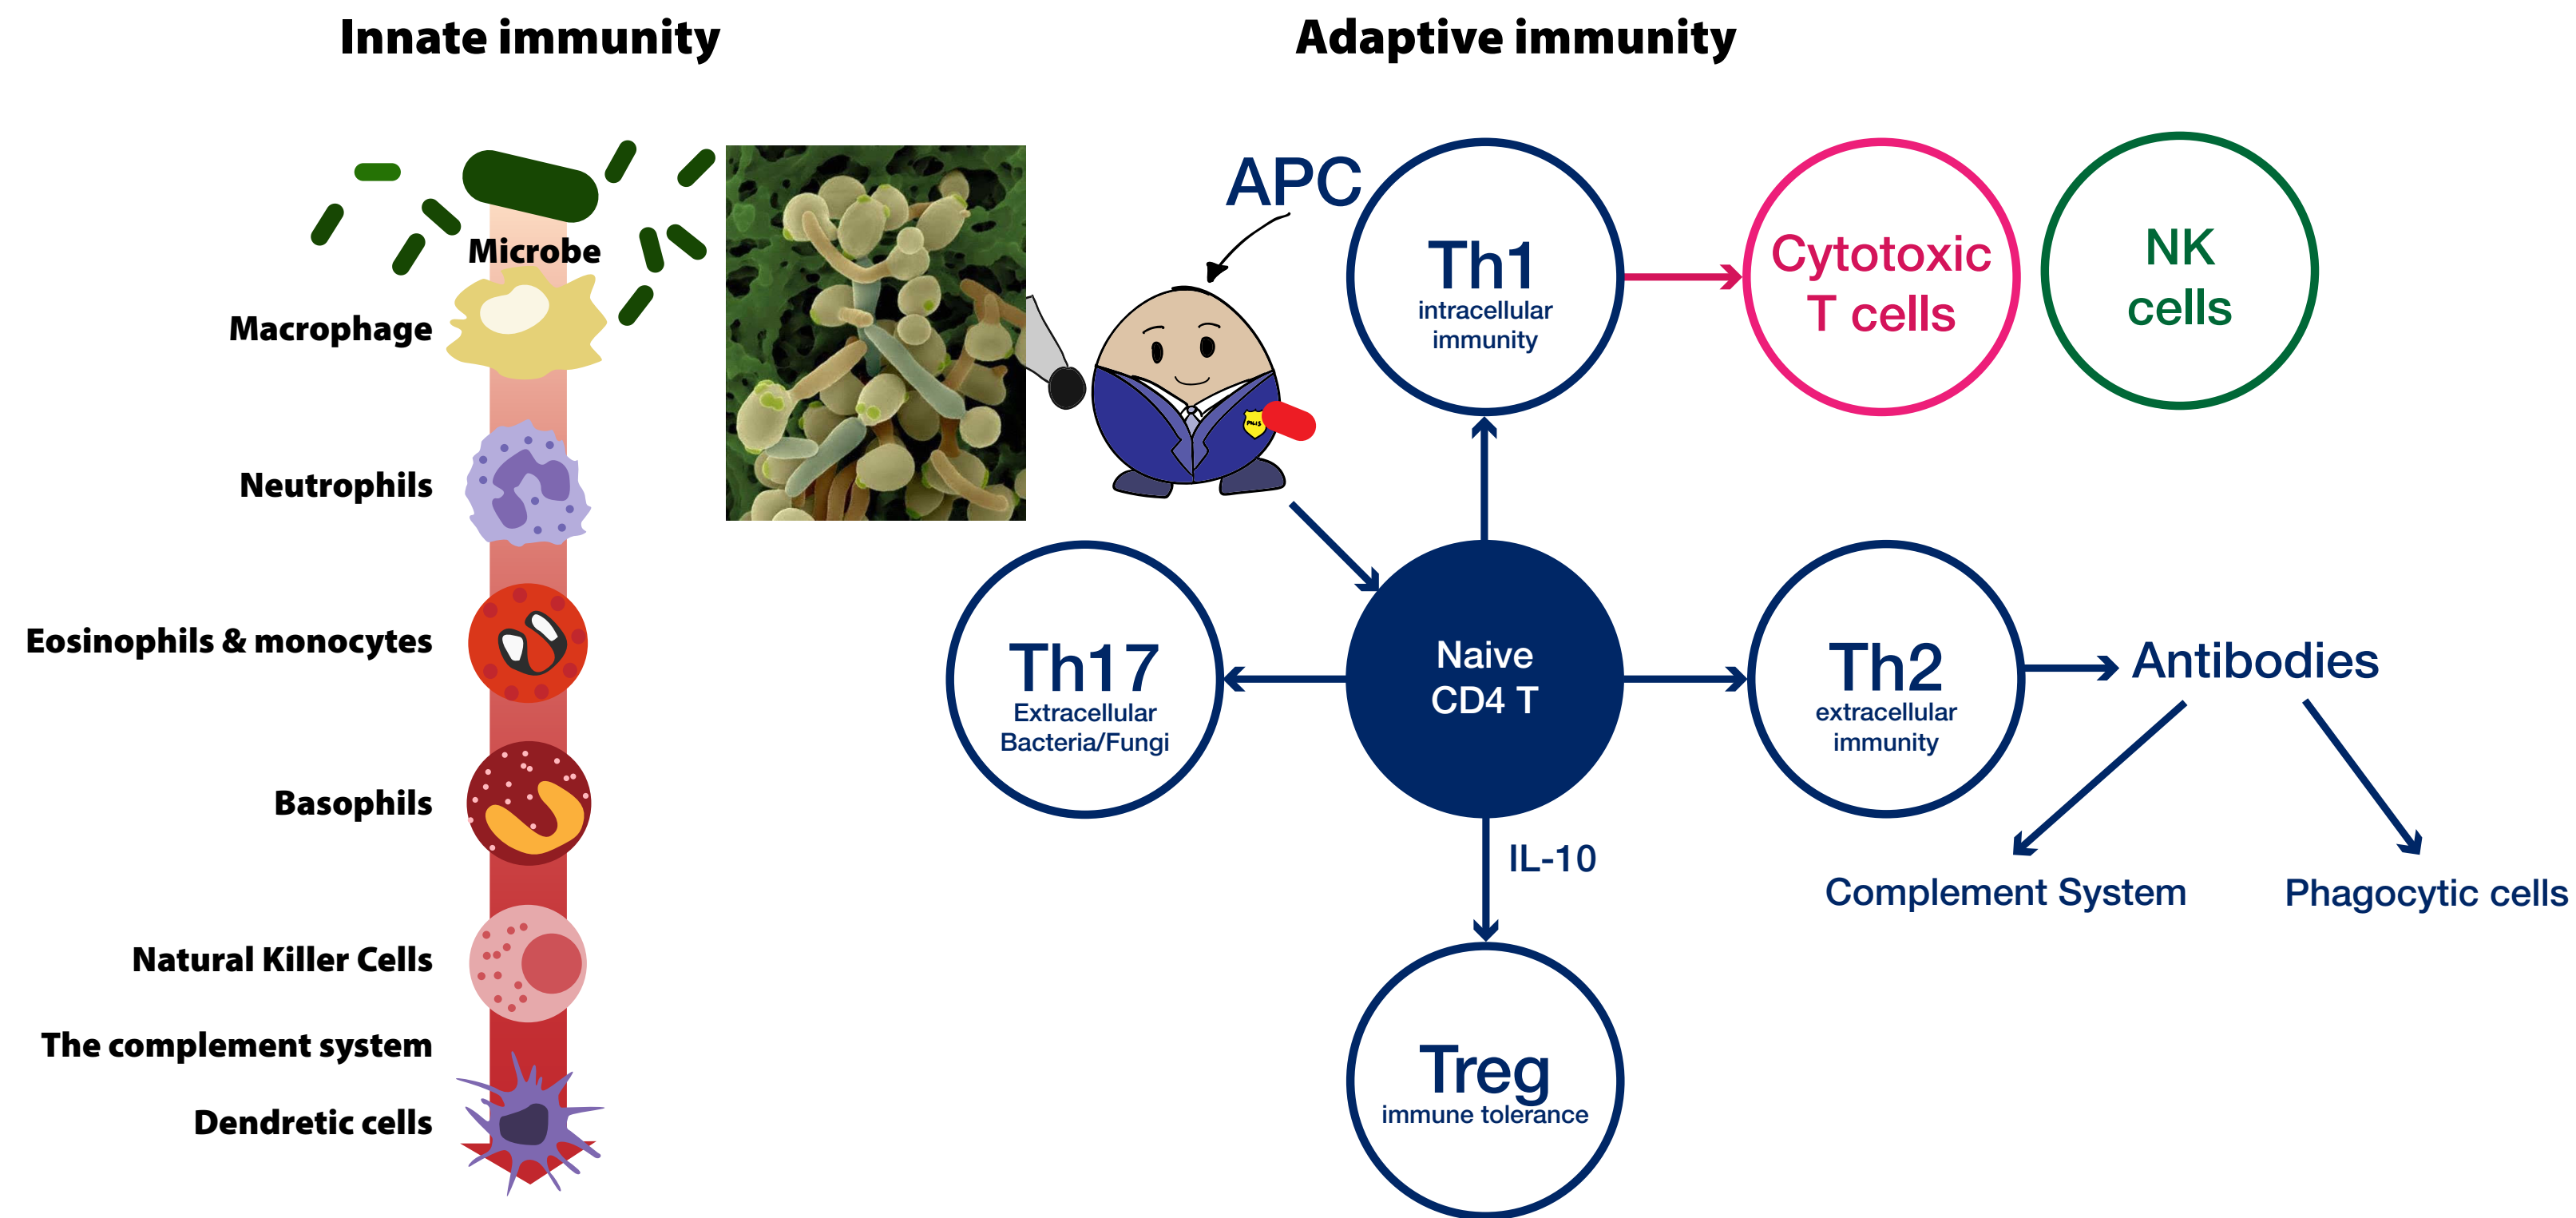 Innate immunity
Adaptive immunity
Microbe
Macrophage
Neutrophils
Eosinophils & monocytes
Basophils
Natural Killer Cells
The complement system
Dendretic cells
APC
Th1
intracellular
immunity
Cytotoxic
T cells
NK
cells
Th17
Extracellular
Bacteria/Fungi
Naive
CD4 T
Th2
extracellular
immunity
Antibodies
IL-10
Complement System
Phagocytic cells
Treg
immune tolerance